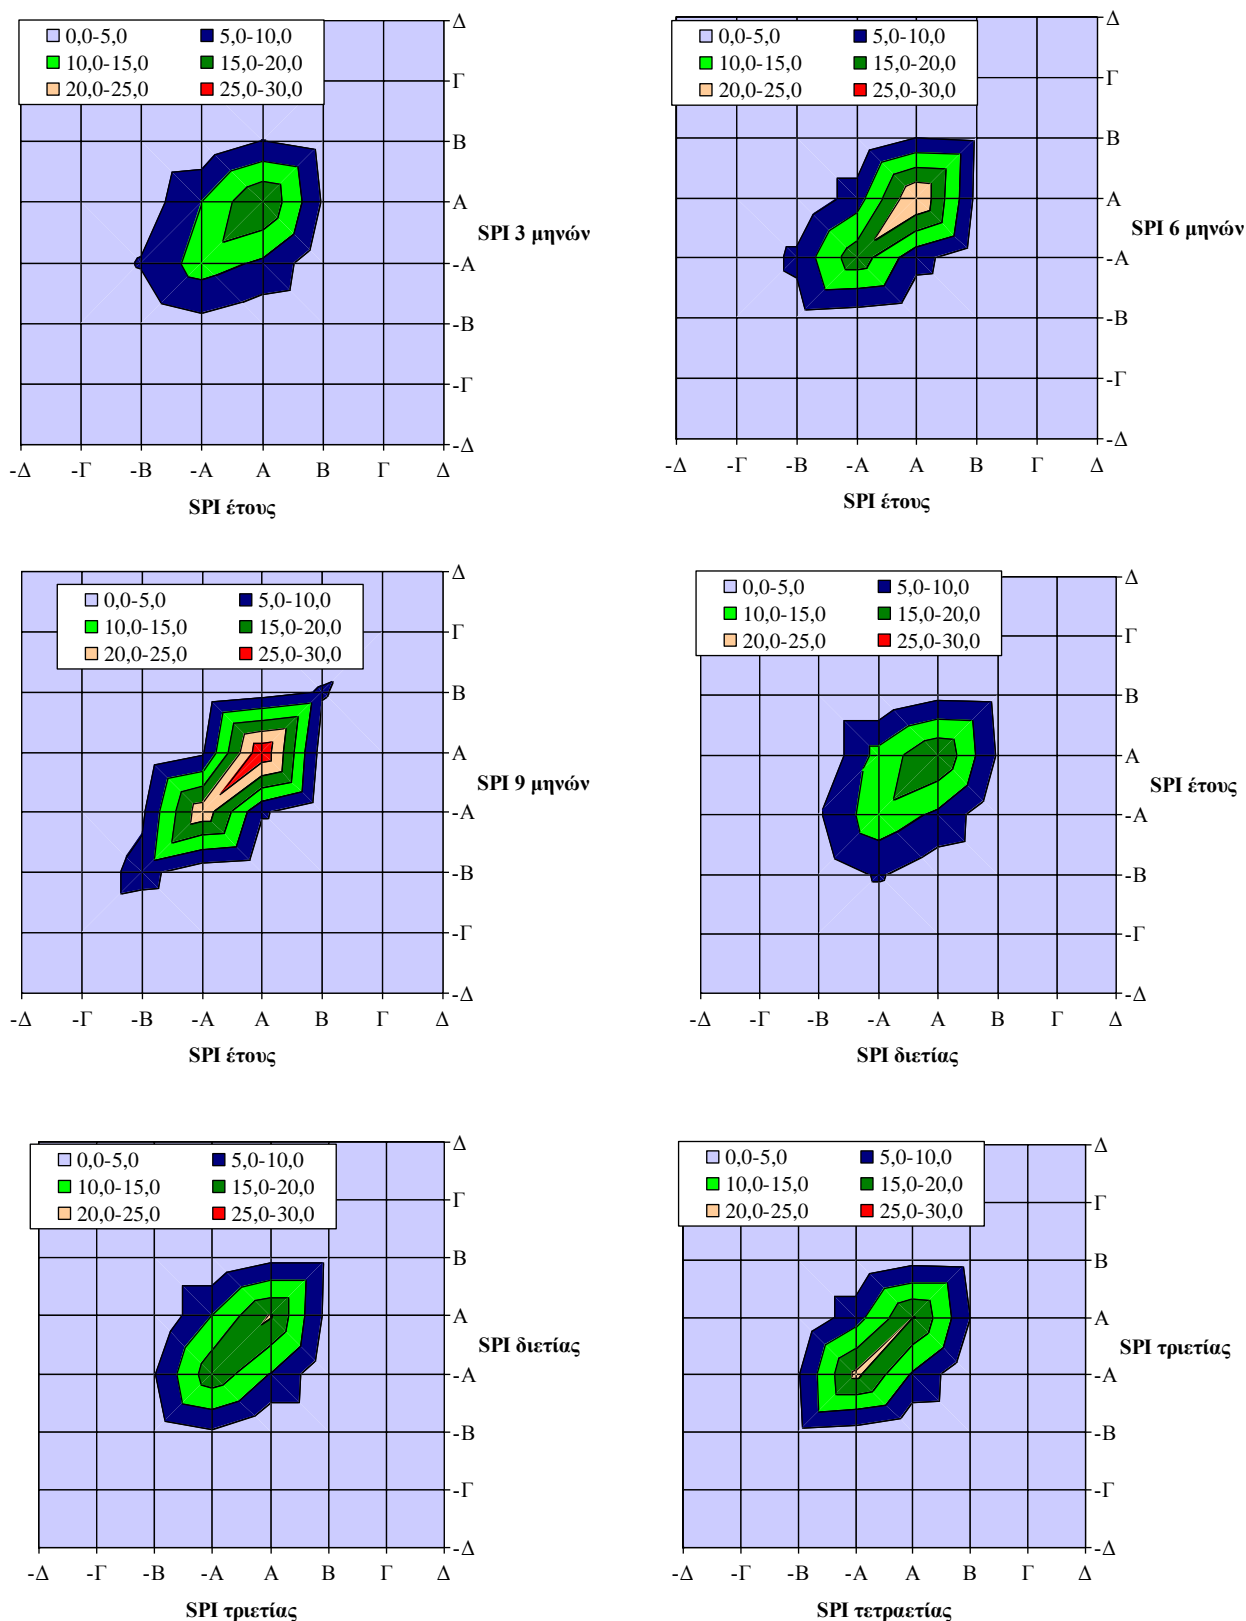 0,0-5,0 5,0-10,0
10,0-15,0 15,0-20,0
20,0-25,0 25,0-30,0
Δ
Γ
Β
Α
-Α
-Β
-Γ
-Δ
SPI 3 μηνών
-Δ -Γ -Β -Α Α Β Γ Δ
SPI έτους
0,0-5,0 5,0-10,0
10,0-15,0 15,0-20,0
20,0-25,0 25,0-30,0
Δ
Γ
Β
Α
-Α
-Β
-Γ
-Δ
SPI 6 μηνών
-Δ -Γ -Β -Α Α Β Γ Δ
SPI έτους
0,0-5,0 5,0-10,0
10,0-15,0 15,0-20,0
20,0-25,0 25,0-30,0
Δ
Γ
Β
Α
-Α
-Β
-Γ
-Δ
SPI 9 μηνών
-Δ -Γ -Β -Α Α Β Γ Δ
SPI έτους
0,0-5,0 5,0-10,0
10,0-15,0 15,0-20,0
20,0-25,0 25,0-30,0
Δ
Γ
Β
Α
-Α
-Β
-Γ
-Δ
SPI έτους
-Δ -Γ -Β -Α Α Β Γ Δ
SPI διετίας
0,0-5,0 5,0-10,0
10,0-15,0 15,0-20,0
20,0-25,0 25,0-30,0
Δ
Γ
Β
Α
-Α
-Β
-Γ
-Δ
SPI διετίας
-Δ -Γ -Β -Α Α Β Γ Δ
SPI τριετίας
0,0-5,0 5,0-10,0
10,0-15,0 15,0-20,0
20,0-25,0 25,0-30,0
Δ
Γ
Β
Α
-Α
-Β
-Γ
-Δ
SPI τριετίας
-Δ -Γ -Β -Α Α Β Γ Δ
SPI τετραετίας